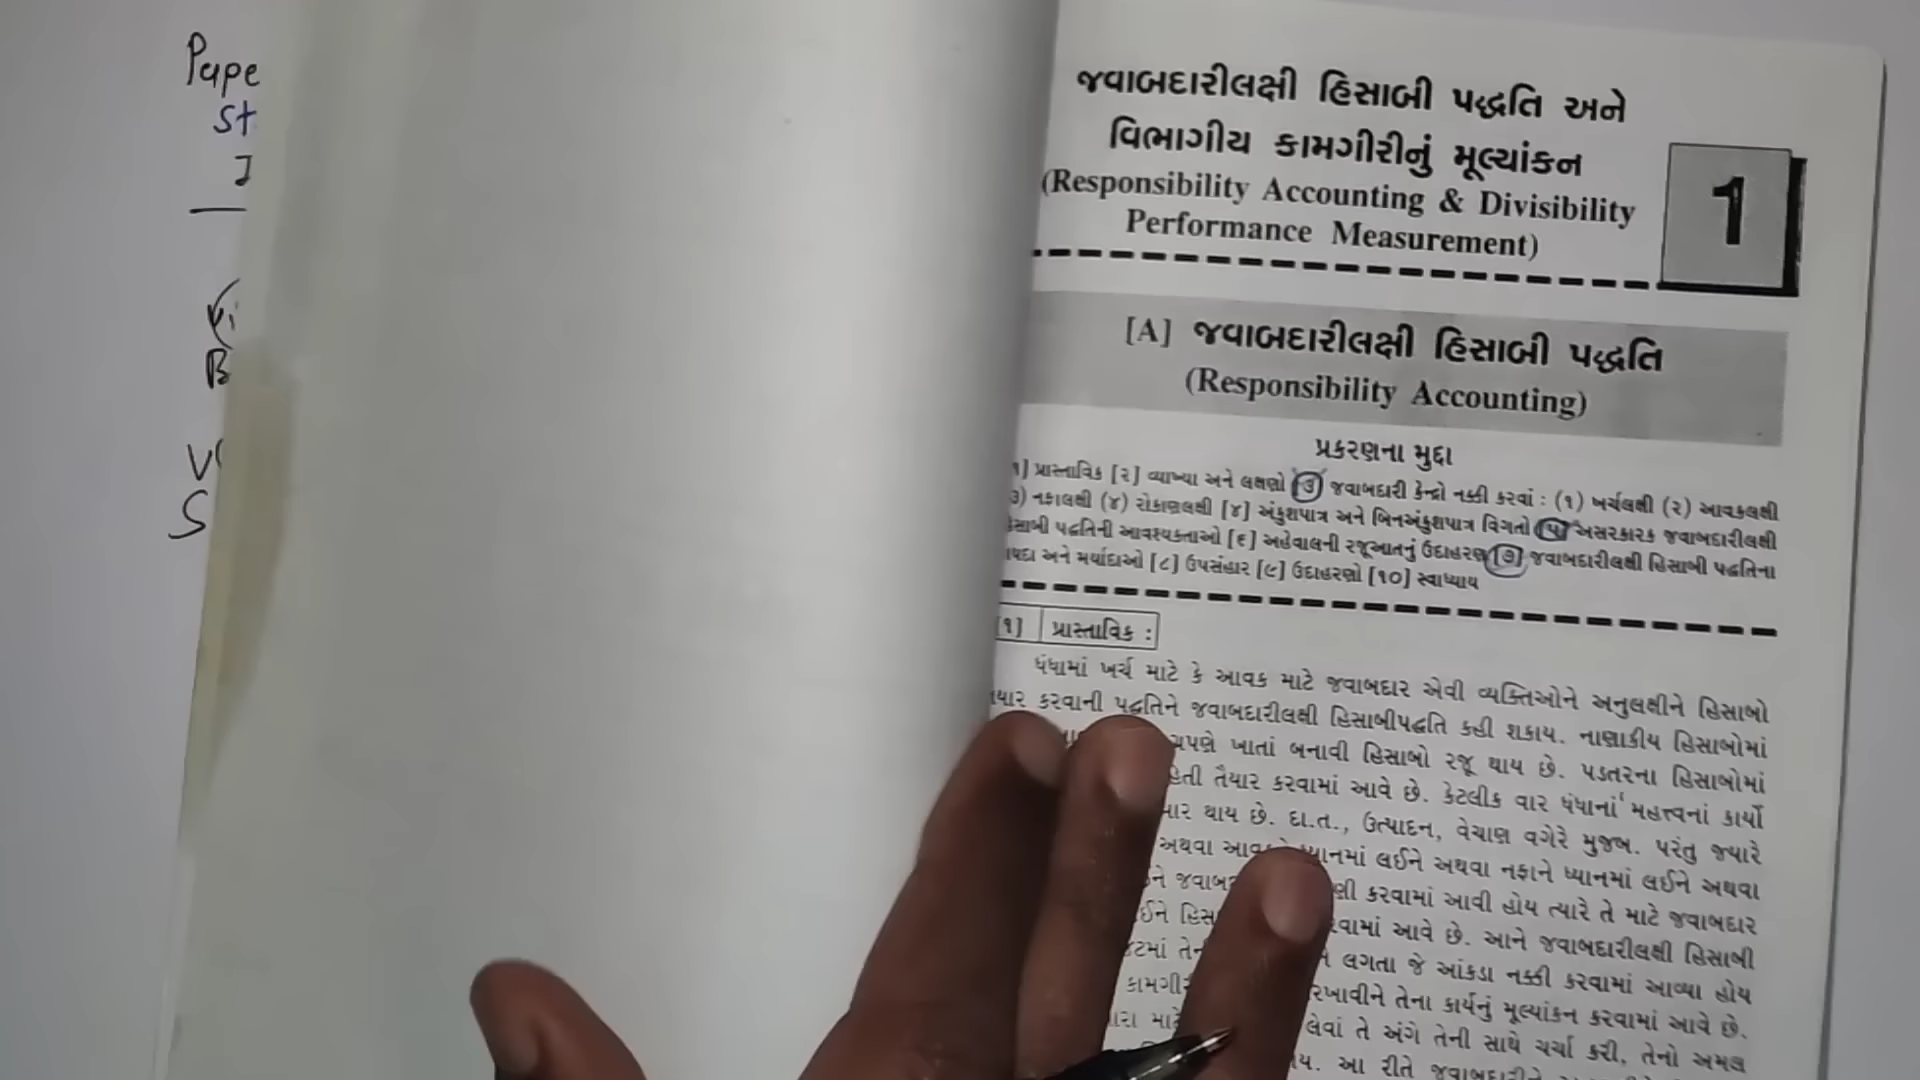 Pape
St
I
B
S
જવાબદારીલક્ષી હિસાબી પદ્ધતિ અને
વિભાગીય કામગીરીનું મૂલ્યાંકન
(Responsibility Accounting & Divisibility
Performance Measurement)
1
[A] જવાબદારીલક્ષી હિસાબી પદ્ધતિ
(Responsibility Accounting)
પ્રકરણના મુદ્દા
૧] પ્રાસ્તાવિક [૨] વ્યાખ્યા અને લક્ષણો [૩] જવાબદારી કેન્દ્રો નક્કી કરવાં : (૧) ખર્ચલક્ષી (૨) આવકલક્ષી
૩) નફાલક્ષી (૪) રોકાણલક્ષી [૪] અંકુશપાત્ર અને બિનઅંકુશપાત્ર વિગતો [૫] અસરકારક જવાબદારીલક્ષી
હિસાબી પદ્ધતિની આવશ્યકતાઓ [૬] અહેવાલની રજૂઆતનું ઉદાહરણ [૭] જવાબદારીલક્ષી હિસાબી પદ્ધતિના
ાયદા અને મર્યાદાઓ [૮] ઉપસંહાર [૯] ઉદાહરણો [૧૦] સ્વાધ્યાય
[૧] પ્રાસ્તાવિક :
ધંધામાં ખર્ચ માટે કે આવક માટે જવાબદાર એવી વ્યક્તિઓને અનુલક્ષીને હિસાબો
યાર કરવાની પદ્ધતિને જવાબદારીલક્ષી હિસાબીપદ્ધતિ કહી શકાય. નાણાકીય હિસાબોમાં
ખાતાં બનાવી હિસાબો રજૂ થાય છે. પડતરના હિસાબોમાં
તૈયાર કરવામાં આવે છે. કેટલીક વાર ધંધાનાં મહત્ત્વનાં કાર્યો
થાય છે. દા.ત., ઉત્પાદન, વેચાણ વગેરે મુજબ. પરંતુ જ્યારે
અથવા ધ્યાનમાં લઈને અથવા નફાને ધ્યાનમાં લઈને અથવા
કરવામાં આવી હોય ત્યારે તે માટે જવાબદાર
આવે છે. આને જવાબદારીલક્ષી હિસાબી
લગતા જે આંકડા નક્કી કરવામાં આવ્યા હોય
તેના કાર્યનું મૂલ્યાંકન કરવામાં આવે છે.
લેવાં તે અંગે તેની સાથે ચર્ચા કરી, તેનો અમલ
આ રીતે